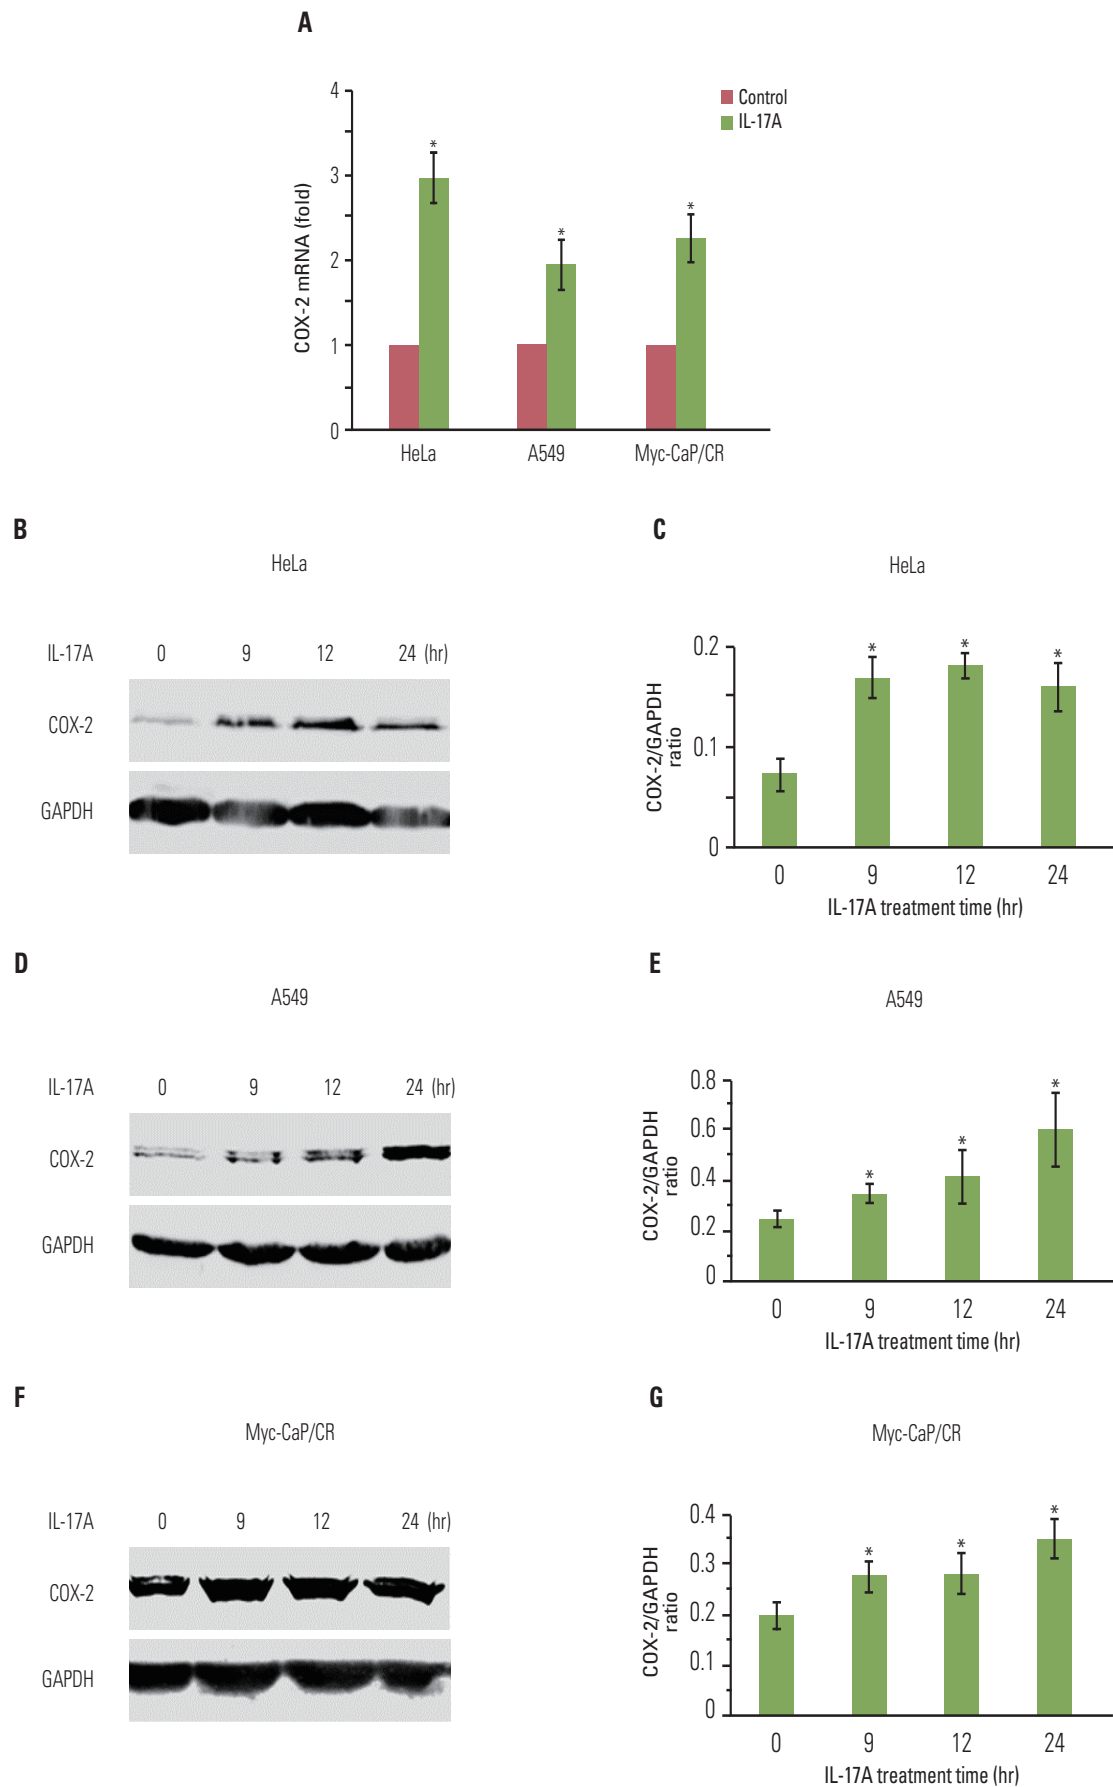 A
4
3
2
1
0
COX-2 mRNA (fold)
*
*
*
Control
IL-17A
HeLa A549 Myc-CaP/CR
B
HeLa
IL-17A 0 9 12 24 (hr)
COX-2
GAPDH
C
HeLa
0.2
0.1
0
COX-2/GAPDH
ratio
* * *
0 9 12 24
IL-17A treatment time (hr)
D
A549
IL-17A 0 9 12 24 (hr)
COX-2
GAPDH
E
A549
0.8
0.6
0.4
0.2
0
COX-2/GAPDH
ratio
*
*
*
0 9 12 24
IL-17A treatment time (hr)
F
Myc-CaP/CR
IL-17A 0 9 12 24 (hr)
COX-2
GAPDH
G
Myc-CaP/CR
0.4
0.3
0.2
0.1
0
COX-2/GAPDH
ratio
* * *
0 9 12 24
IL-17A treatment time (hr)